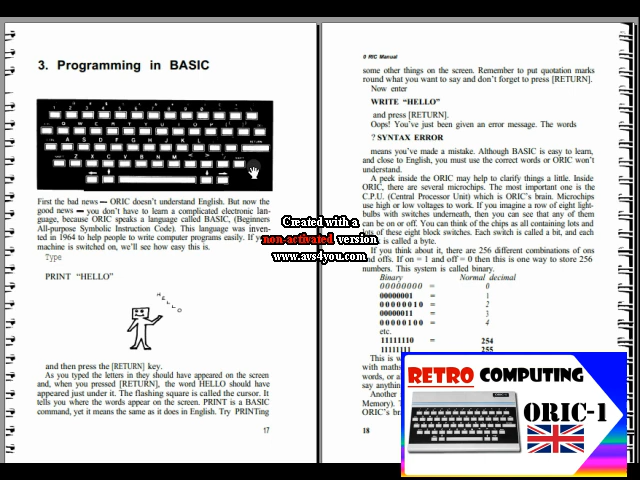 3. Programming in BASIC
First the bad news — ORIC doesn't understand English. But now the
good news — you don't have to learn a complicated electronic lan-
guage, because ORIC speaks a language called BASIC, (Beginners
All-purpose Symbolic Instruction Code). This language was inven-
ted in 1964 to help people to write computer programs easily. If
machine is switched on, we'll see how easy this is.
Type
PRINT “HELLO”
HELLO
and then press the [RETURN] key.
As you typed the letters in they should have appeared on the screen
and, when you pressed [RETURN], the word HELLO should have
appeared just under it. The flashing square is called the cursor. It
tells you where the words appear on the screen. PRINT is a BASIC
command, yet it means the same as it does in English. Try PRINTing
17
0 RIC Manual
some other things on the screen. Remember to put quotation marks
round what you want to say and don't forget to press [RETURN].
Now enter
WRITE “HELLO”
and press [RETURN].
Oops! You've just been given an error message. The words
? SYNTAX ERROR
means you've made a mistake. Although BASIC is easy to learn,
and close to English, you must use the correct words or ORIC won't
understand.
A peek inside the ORIC may help to clarify things a little. Inside
ORIC, there are several microchips. The most important one is the
C.P.U. (Central Processor Unit) which is ORIC's brain. Microchips
use high or low voltages to work. If you imagine a row of eight light-
bulbs with switches underneath, then you can see that any of them
can be on or off. You can think of the chips as all containing lots and
lots of these eight block switches. Each switch is called a bit, and each
is called a byte.
If you think about it, there are 256 different combinations of ons
and offs. If on = 1 and off = 0 then this is one way to store 256
numbers. This system is called binary.
Binary Normal decimal
00000000 = 0
00000001 = 1
00000010 = 2
00000011 = 3
00000100 = 4
etc.
11111110 = 254
11111111 255
This is
with maths
words, or a
say anything
Another
Memory). T
ORIC's bra
18
Created with a
non-activated version
www.avs4you.com
RETRO COMPUTING
ORIC-1